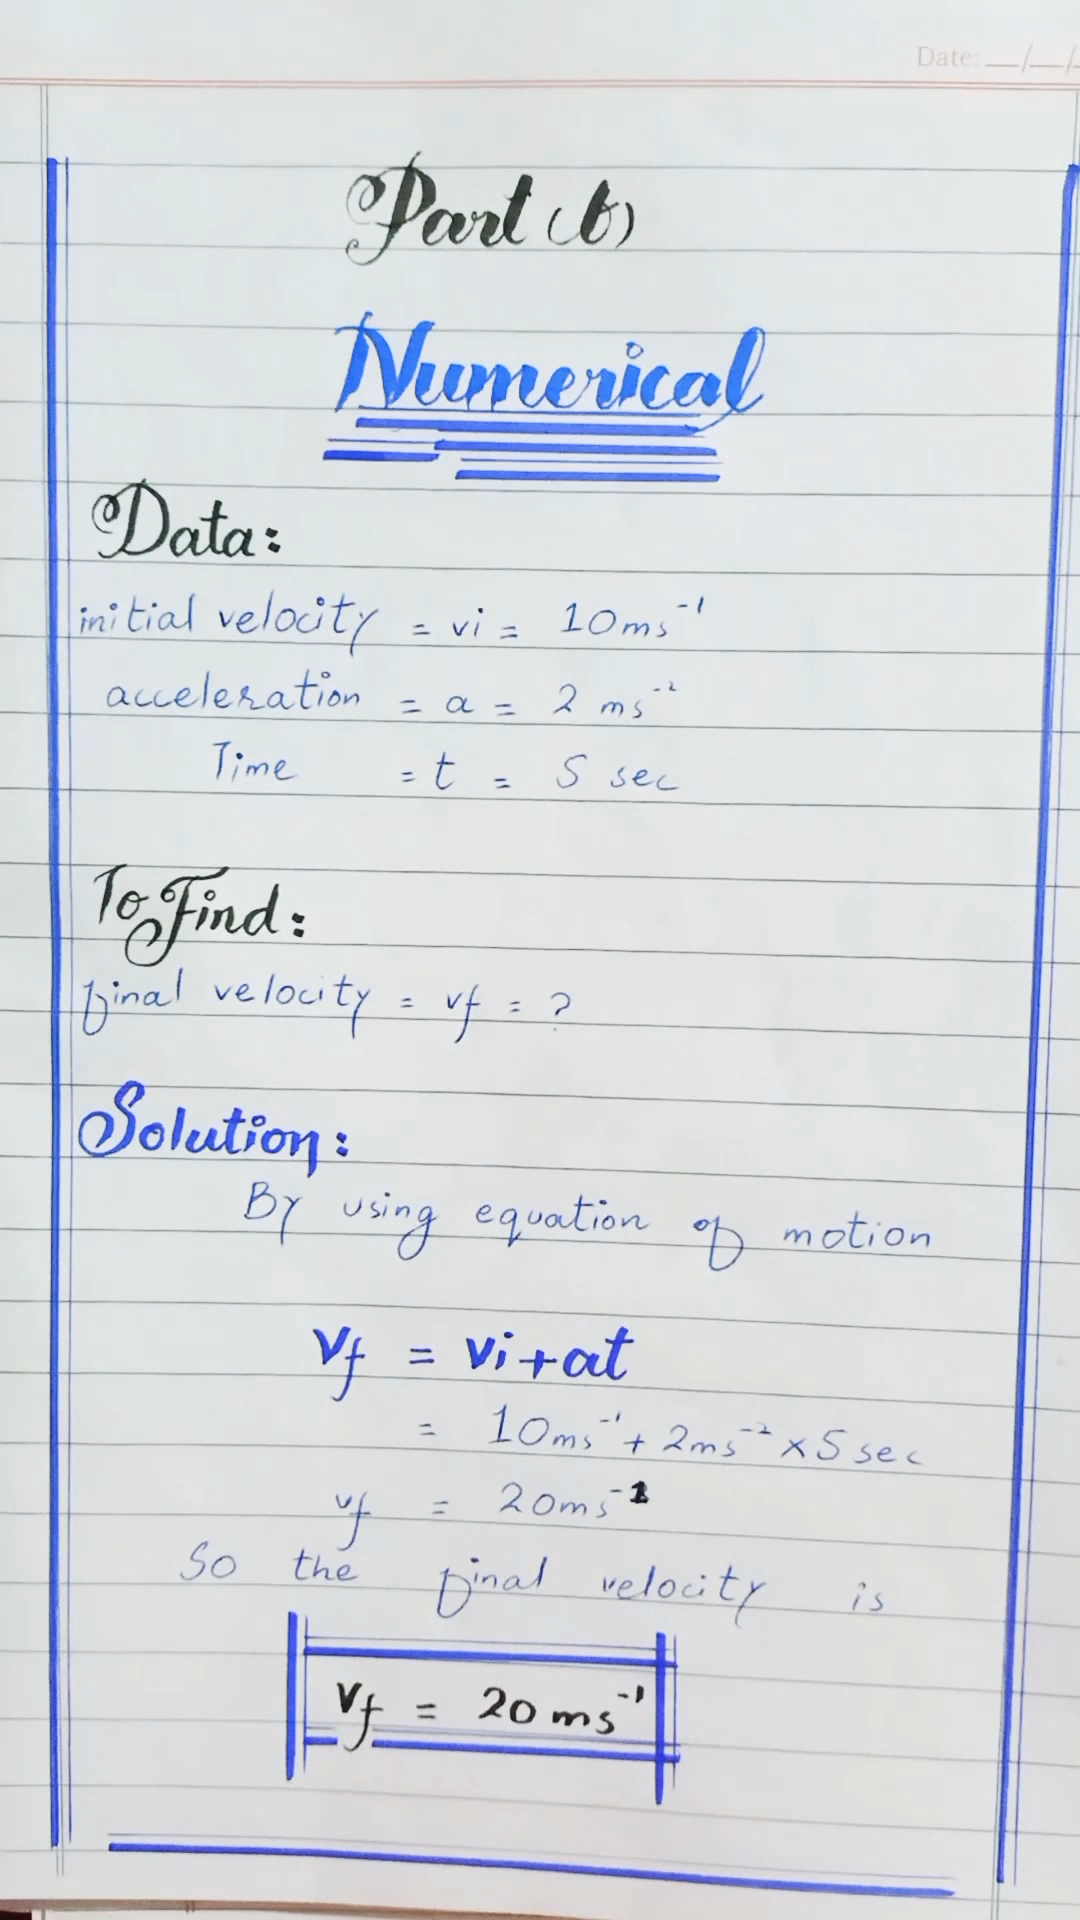 Date: __/__/
Part (b)
Numerical
Data:
initial velocity = vi = 10ms⁻¹
acceleration = a = 2 ms⁻²
Time = t = 5 sec
To Find:
final velocity = vf = ?
Solution:
By using equation of motion
Vf = vi+at
= 10ms⁻¹ + 2ms⁻² x 5 sec
vf = 20ms⁻¹
So the final velocity is
Vf = 20 ms⁻¹